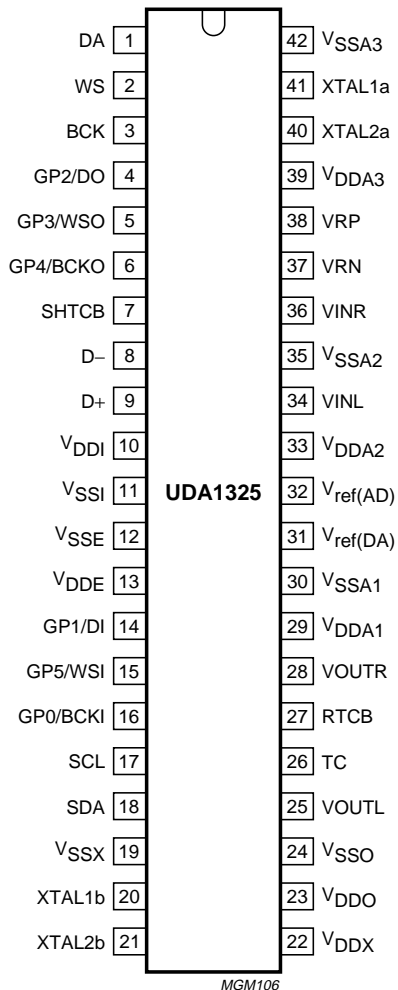 DA 1
WS 2
BCK 3
GP2/DO 4
GP3/WSO 5
GP4/BCKO 6
SHTCB 7
D− 8
D+ 9
VDDI 10
VSSI 11
VSSE 12
VDDE 13
GP1/DI 14
GP5/WSI 15
GP0/BCKI 16
SCL 17
SDA 18
VSSX 19
XTAL1b 20
XTAL2b 21
UDA1325
42 VSSA3
41 XTAL1a
40 XTAL2a
39 VDDA3
38 VRP
37 VRN
36 VINR
35 VSSA2
34 VINL
33 VDDA2
32 Vref(AD)
31 Vref(DA)
30 VSSA1
29 VDDA1
28 VOUTR
27 RTCB
26 TC
25 VOUTL
24 VSSO
23 VDDO
22 VDDX
MGM106